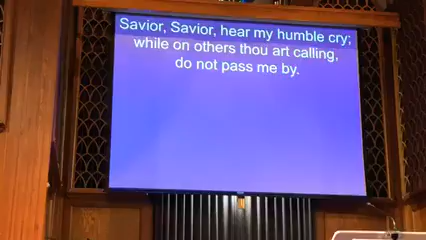 Savior, Savior, hear my humble cry;
while on others thou art calling,
do not pass me by.